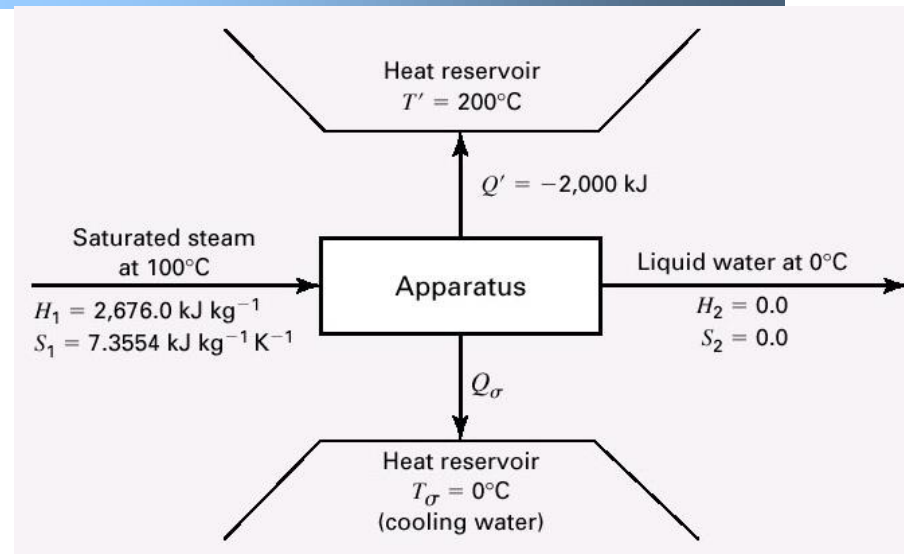 Heat reservoir
T′ = 200°C
Q′ = −2,000 kJ
Saturated steam
at 100°C
H₁ = 2,676.0 kJ kg⁻¹
S₁ = 7.3554 kJ kg⁻¹ K⁻¹
Apparatus
Liquid water at 0°C
H₂ = 0.0
S₂ = 0.0
Qσ
Heat reservoir
Tσ = 0°C
(cooling water)